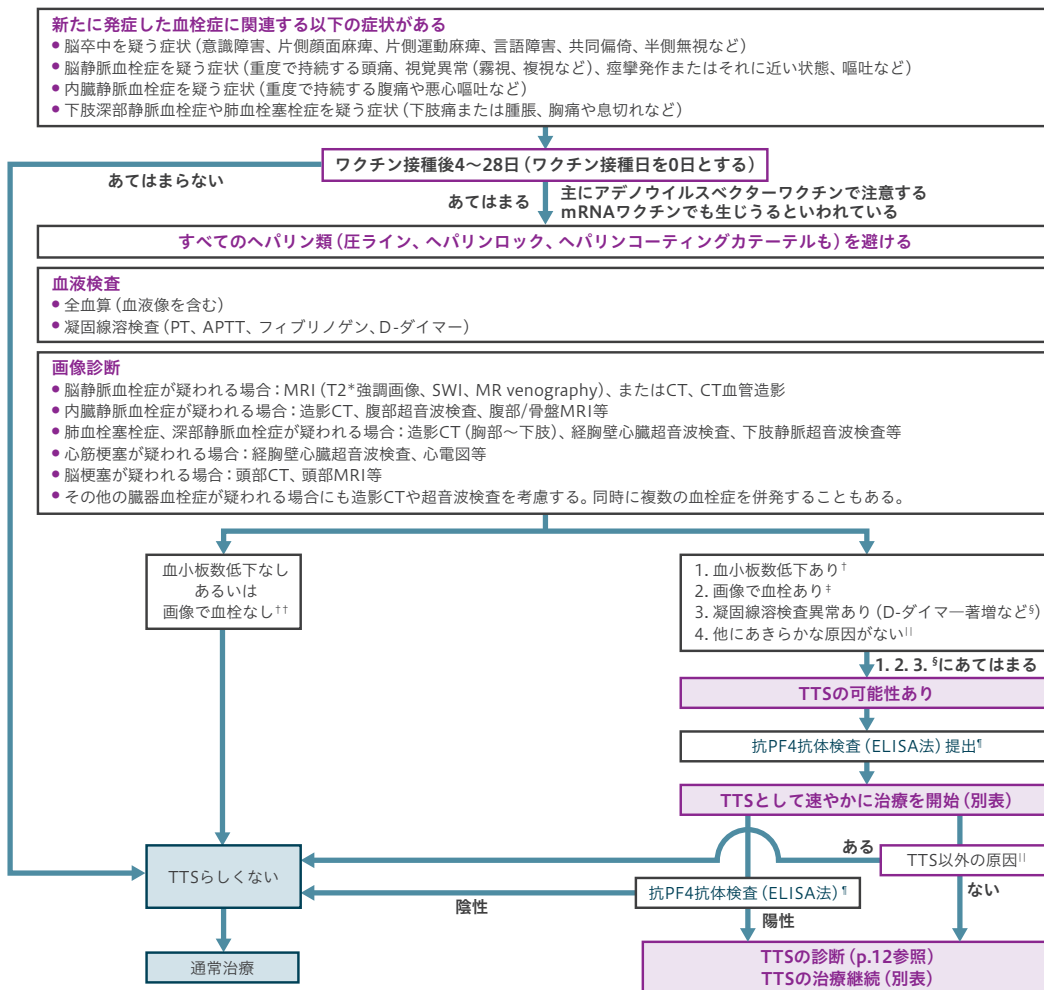 新たに発症した血栓症に関連する以下の症状がある
● 脳卒中を疑う症状（意識障害、片側顔面麻痺、片側運動麻痺、言語障害、共同偏倚、半側無視など）
● 脳静脈血栓症を疑う症状（重度で持続する頭痛、視覚異常（霧視、複視など）、痙攣発作またはそれに近い状態、嘔吐など）
● 内臓静脈血栓症を疑う症状（重度で持続する腹痛や悪心嘔吐など）
● 下肢深部静脈血栓症や肺血栓塞栓症を疑う症状（下肢痛または腫脹、胸痛や息切れなど）
ワクチン接種後4〜28日（ワクチン接種日を0日とする）
あてはまらない
あてはまる
主にアデノウイルスベクターワクチンで注意する
mRNAワクチンでも生じうるといわれている
すべてのヘパリン類（圧ライン、ヘパリンロック、ヘパリンコーティングカテーテルも）を避ける
血液検査
● 全血算（血液像を含む）
● 凝固線溶検査（PT、APTT、フィブリノゲン、D-ダイマー）
画像診断
● 脳静脈血栓症が疑われる場合：MRI（T2*強調画像、SWI、MR venography）、またはCT、CT血管造影
● 内臓静脈血栓症が疑われる場合：造影CT、腹部超音波検査、腹部/骨盤MRI等
● 肺血栓塞栓症、深部静脈血栓症が疑われる場合：造影CT（胸部〜下肢）、経胸壁心臓超音波検査、下肢静脈超音波検査等
● 心筋梗塞が疑われる場合：経胸壁心臓超音波検査、心電図等
● 脳梗塞が疑われる場合：頭部CT、頭部MRI等
● その他の臓器血栓症が疑われる場合にも造影CTや超音波検査を考慮する。同時に複数の血栓症を併発することもある。
血小板数低下なし
あるいは
画像で血栓なし††
1. 血小板数低下あり†
2. 画像で血栓あり‡
3. 凝固線溶検査異常あり（D-ダイマー著増など§）
4. 他にあきらかな原因がない||
1. 2. 3. §にあてはまる
TTSの可能性あり
抗PF4抗体検査（ELISA法）提出¶
TTSとして速やかに治療を開始（別表）
ある
TTS以外の原因||
TTSらしくない
抗PF4抗体検査（ELISA法）¶
ない
陰性
陽性
通常治療
TTSの診断（p.12参照）
TTSの治療継続（別表）